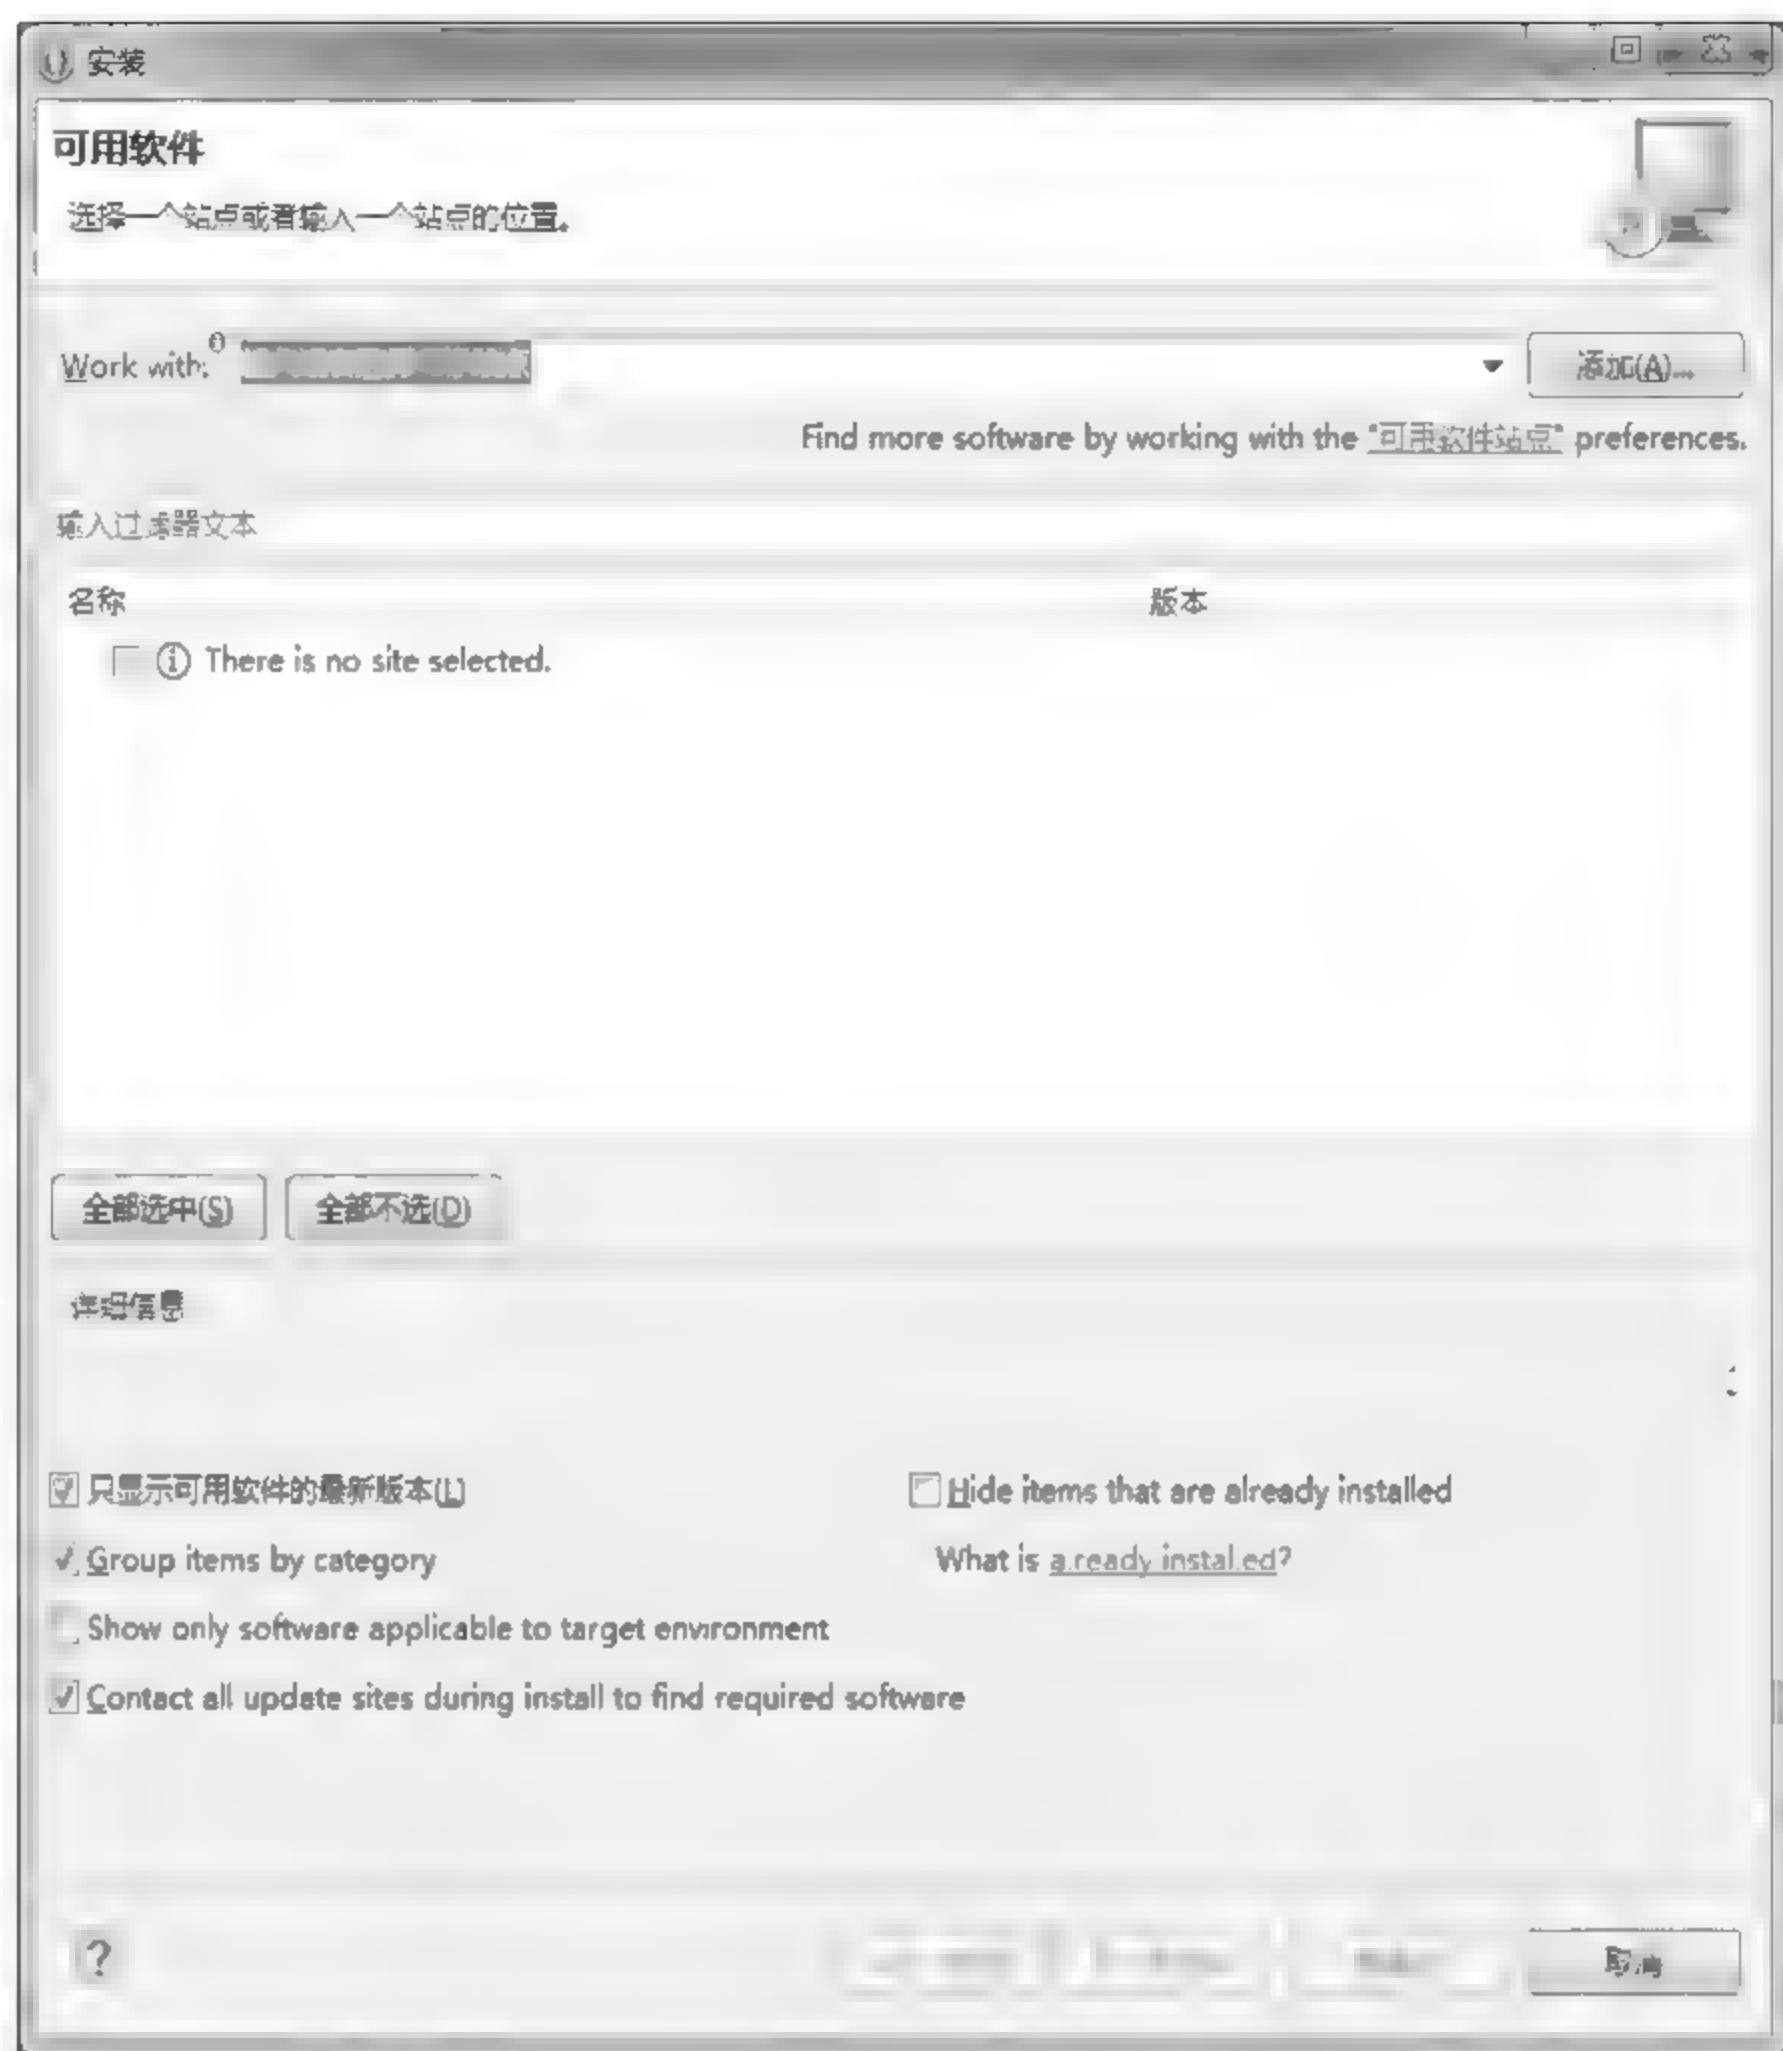 安装
可用软件
选择一个站点或者输入一个站点的位置。
Work with:
添加(A)...
Find more software by working with the "可用软件站点" preferences.
输入过滤器文本
名称 版本
There is no site selected.
全部选中(S) 全部不选(D)
详细信息
只显示可用软件的最新版本(L) Hide items that are already installed
Group items by category What is already installed?
Show only software applicable to target environment
Contact all update sites during install to find required software
? 取消